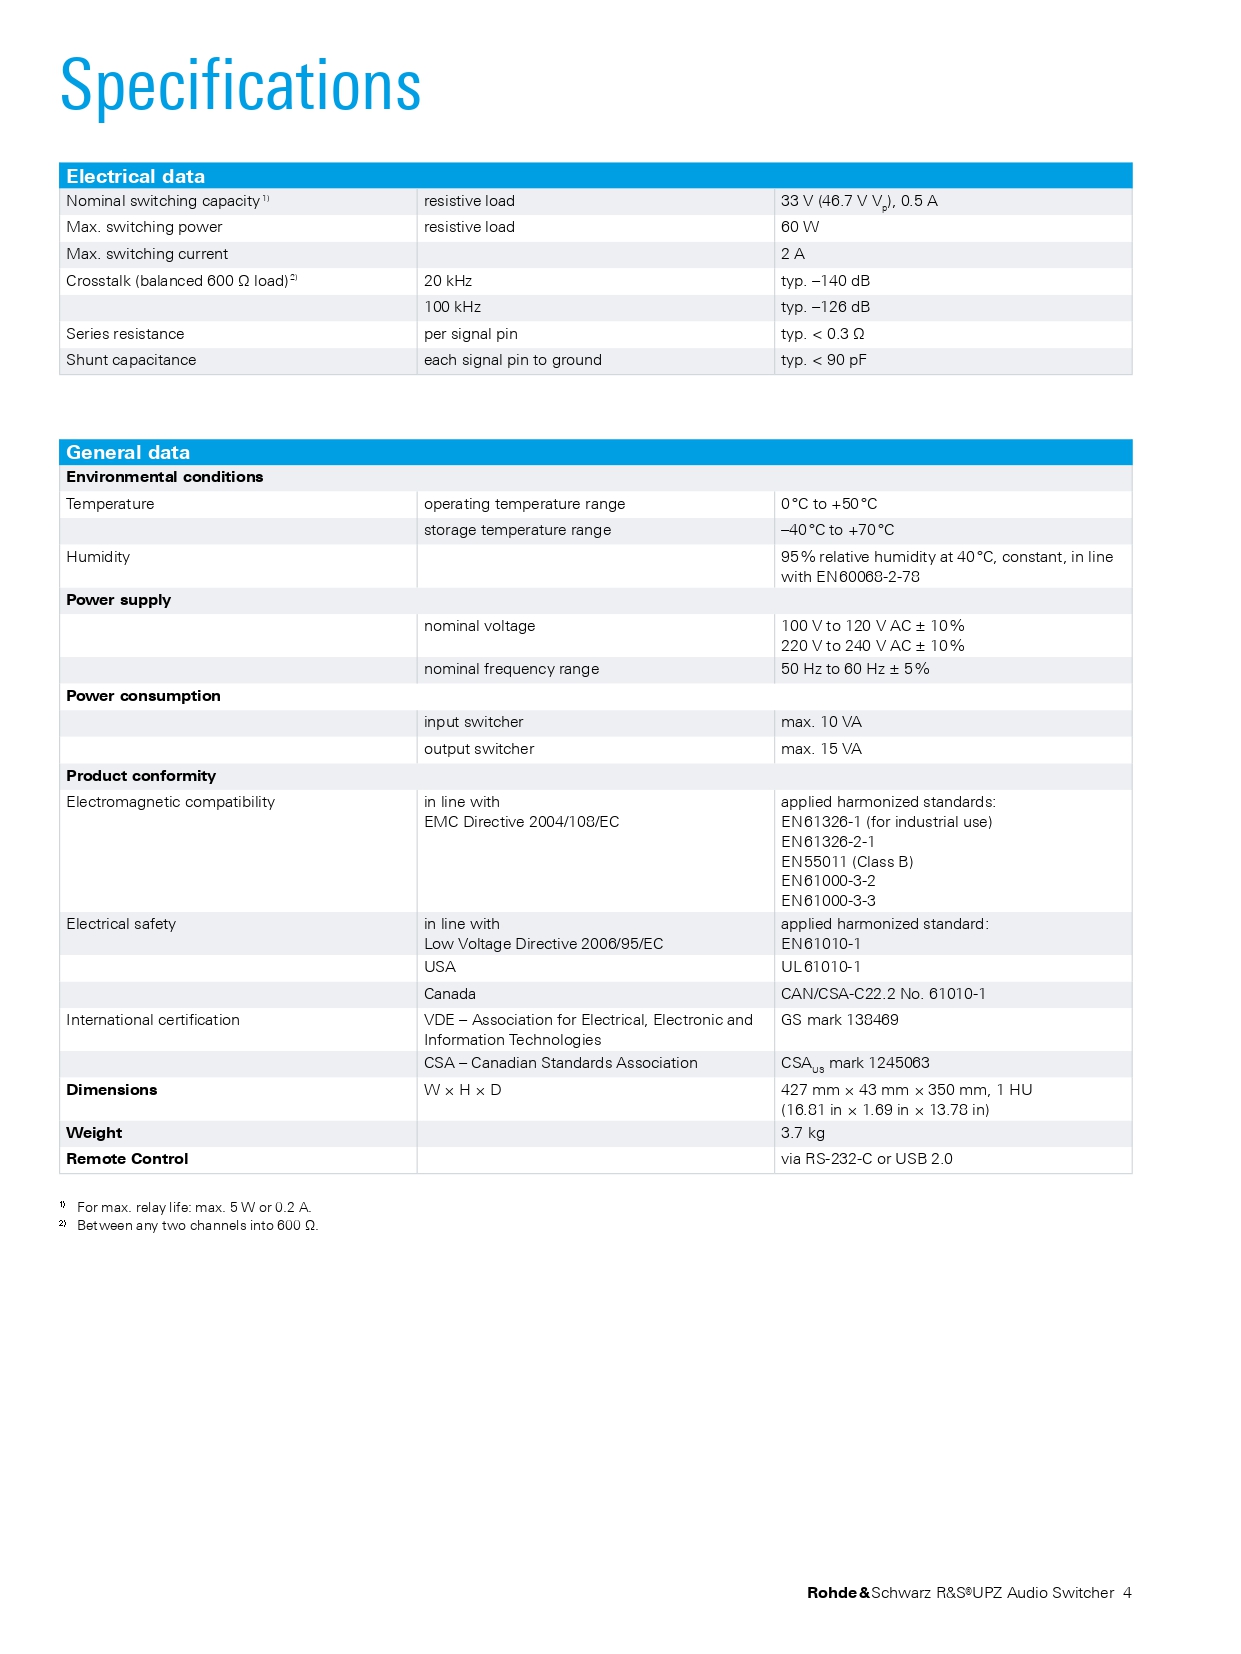 Specifications
Electrical data
Nominal switching capacity 1) resistive load 33 V (46.7 V Vp), 0.5 A
Max. switching power resistive load 60 W
Max. switching current 2 A
Crosstalk (balanced 600 Ω load) 2) 20 kHz typ. –140 dB
100 kHz typ. –126 dB
Series resistance per signal pin typ. < 0.3 Ω
Shunt capacitance each signal pin to ground typ. < 90 pF
General data
Environmental conditions
Temperature operating temperature range 0 °C to +50 °C
storage temperature range –40 °C to +70 °C
Humidity 95 % relative humidity at 40 °C, constant, in line
with EN 60068-2-78
Power supply
nominal voltage 100 V to 120 V AC ± 10 %
220 V to 240 V AC ± 10 %
nominal frequency range 50 Hz to 60 Hz ± 5 %
Power consumption
input switcher max. 10 VA
output switcher max. 15 VA
Product conformity
Electromagnetic compatibility in line with applied harmonized standards:
EMC Directive 2004/108/EC EN 61326-1 (for industrial use)
EN 61326-2-1
EN 55011 (Class B)
EN 61000-3-2
EN 61000-3-3
Electrical safety in line with applied harmonized standard:
Low Voltage Directive 2006/95/EC EN 61010-1
USA UL 61010-1
Canada CAN/CSA-C22.2 No. 61010-1
International certification VDE – Association for Electrical, Electronic and GS mark 138469
Information Technologies
CSA – Canadian Standards Association CSAUS mark 1245063
Dimensions W × H × D 427 mm × 43 mm × 350 mm, 1 HU
(16.81 in × 1.69 in × 13.78 in)
Weight 3.7 kg
Remote Control via RS-232-C or USB 2.0
1) For max. relay life: max. 5 W or 0.2 A.
2) Between any two channels into 600 Ω.
Rohde & Schwarz R&S®UPZ Audio Switcher 4